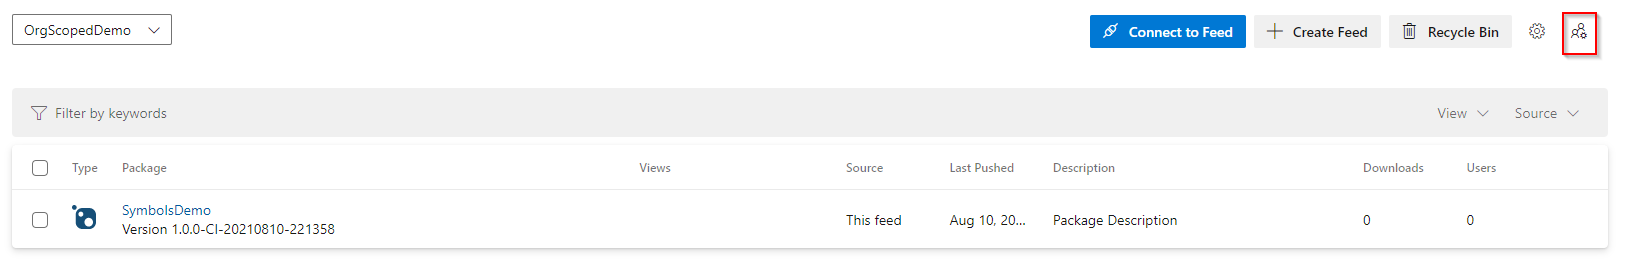 OrgScopedDemo
Connect to Feed
Create Feed
Recycle Bin
Filter by keywords
View
Source
Type Package Views Source Last Pushed Description Downloads Users
SymbolsDemo
Version 1.0.0-CI-20210810-221358
This feed Aug 10, 20... Package Description 0 0